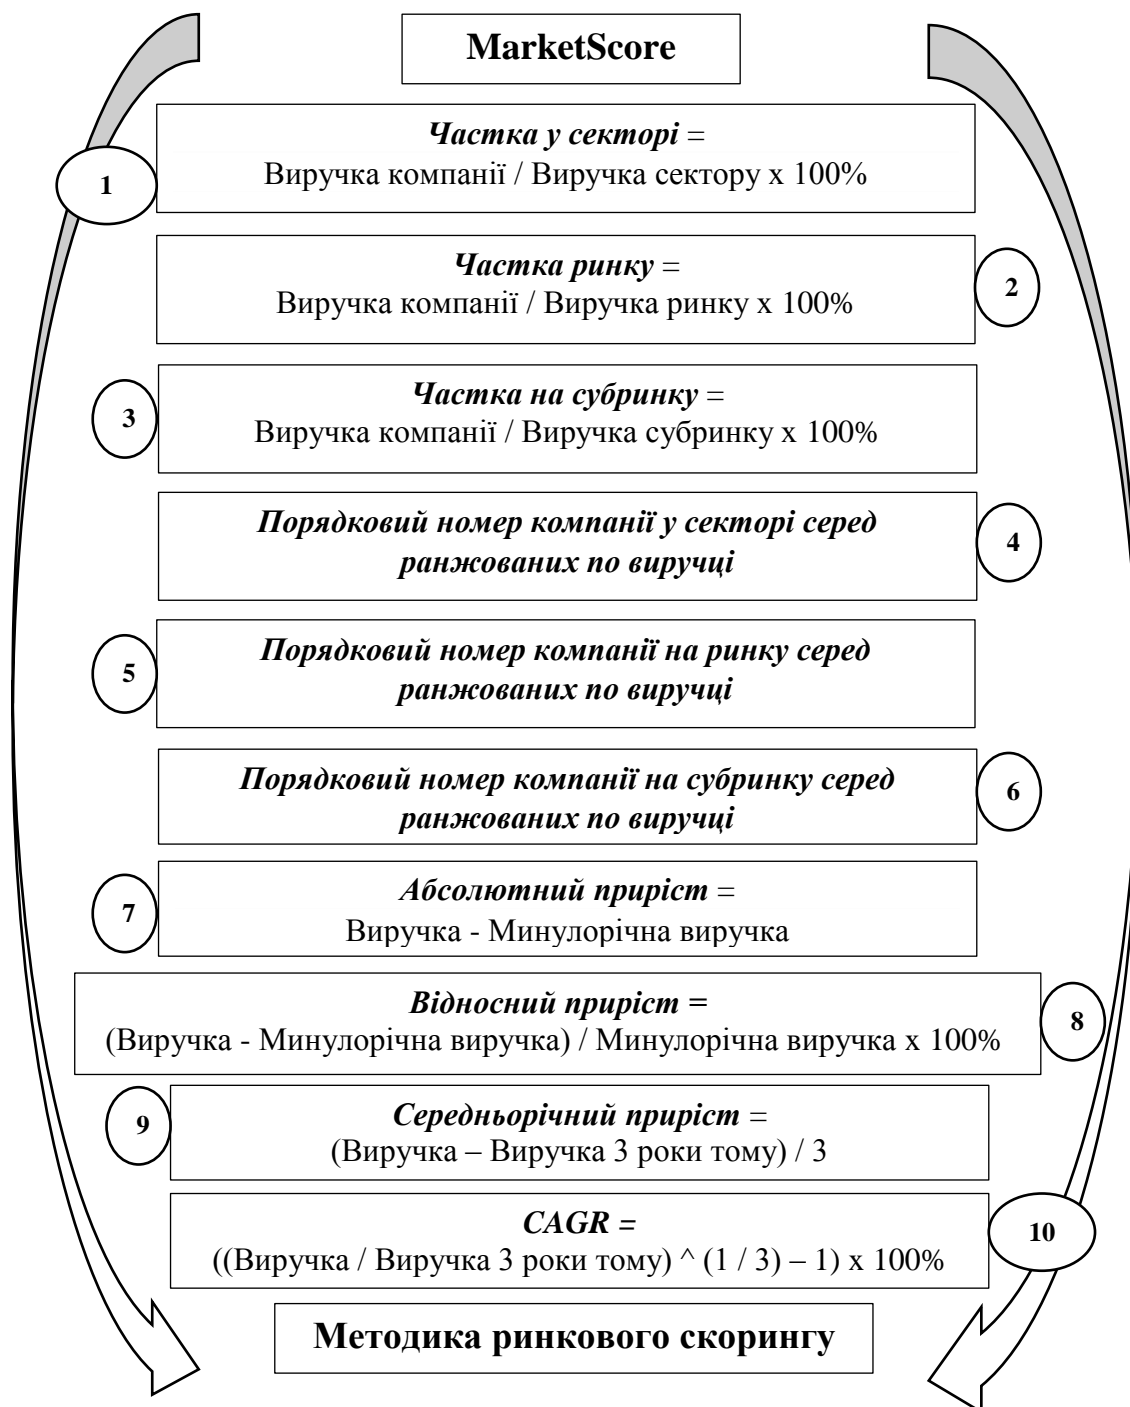 MarketScore
Частка у секторі =
Виручка компанії / Виручка сектору х 100%
1
Частка ринку =
Виручка компанії / Виручка ринку х 100%
2
Частка на субринку =
Виручка компанії / Виручка субринку х 100%
3
Порядковий номер компанії у секторі серед
ранжованих по виручці
4
Порядковий номер компанії на ринку серед
ранжованих по виручці
5
Порядковий номер компанії на субринку серед
ранжованих по виручці
6
Абсолютний приріст =
Виручка - Минулорічна виручка
7
Відносний приріст =
(Виручка - Минулорічна виручка) / Минулорічна виручка х 100%
8
Середньорічний приріст =
(Виручка – Виручка 3 роки тому) / 3
9
CAGR =
((Виручка / Виручка 3 роки тому) ^ (1 / 3) – 1) х 100%
10
Методика ринкового скорингу